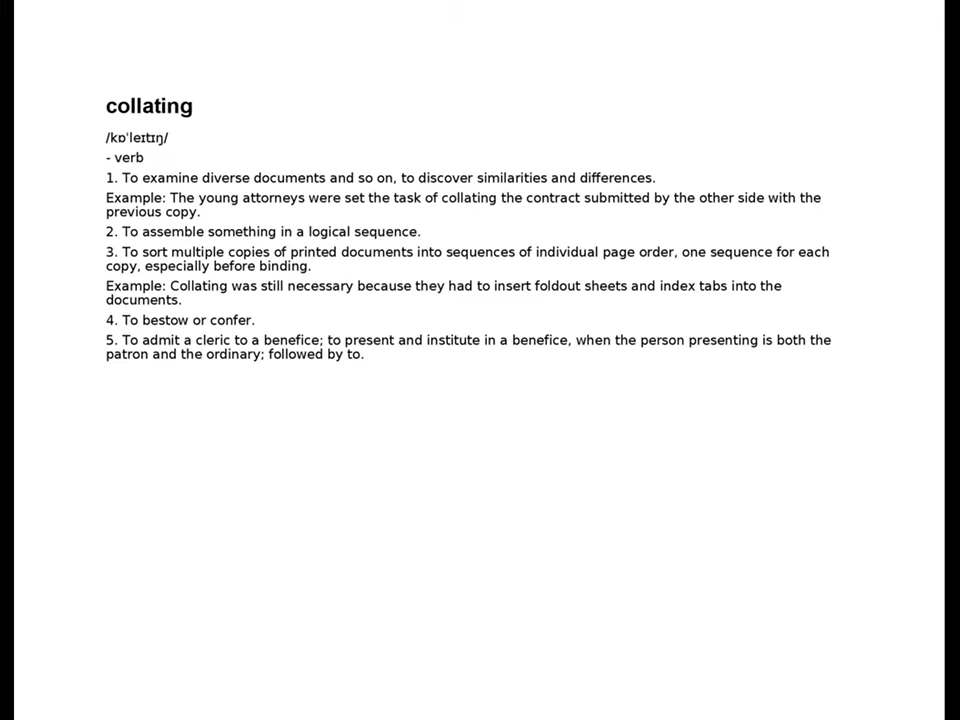 collating
/kɒˈleɪtɪŋ/
- verb
1. To examine diverse documents and so on, to discover similarities and differences.
Example: The young attorneys were set the task of collating the contract submitted by the other side with the
previous copy.
2. To assemble something in a logical sequence.
3. To sort multiple copies of printed documents into sequences of individual page order, one sequence for each
copy, especially before binding.
Example: Collating was still necessary because they had to insert foldout sheets and index tabs into the
documents.
4. To bestow or confer.
5. To admit a cleric to a benefice; to present and institute in a benefice, when the person presenting is both the
patron and the ordinary; followed by to.